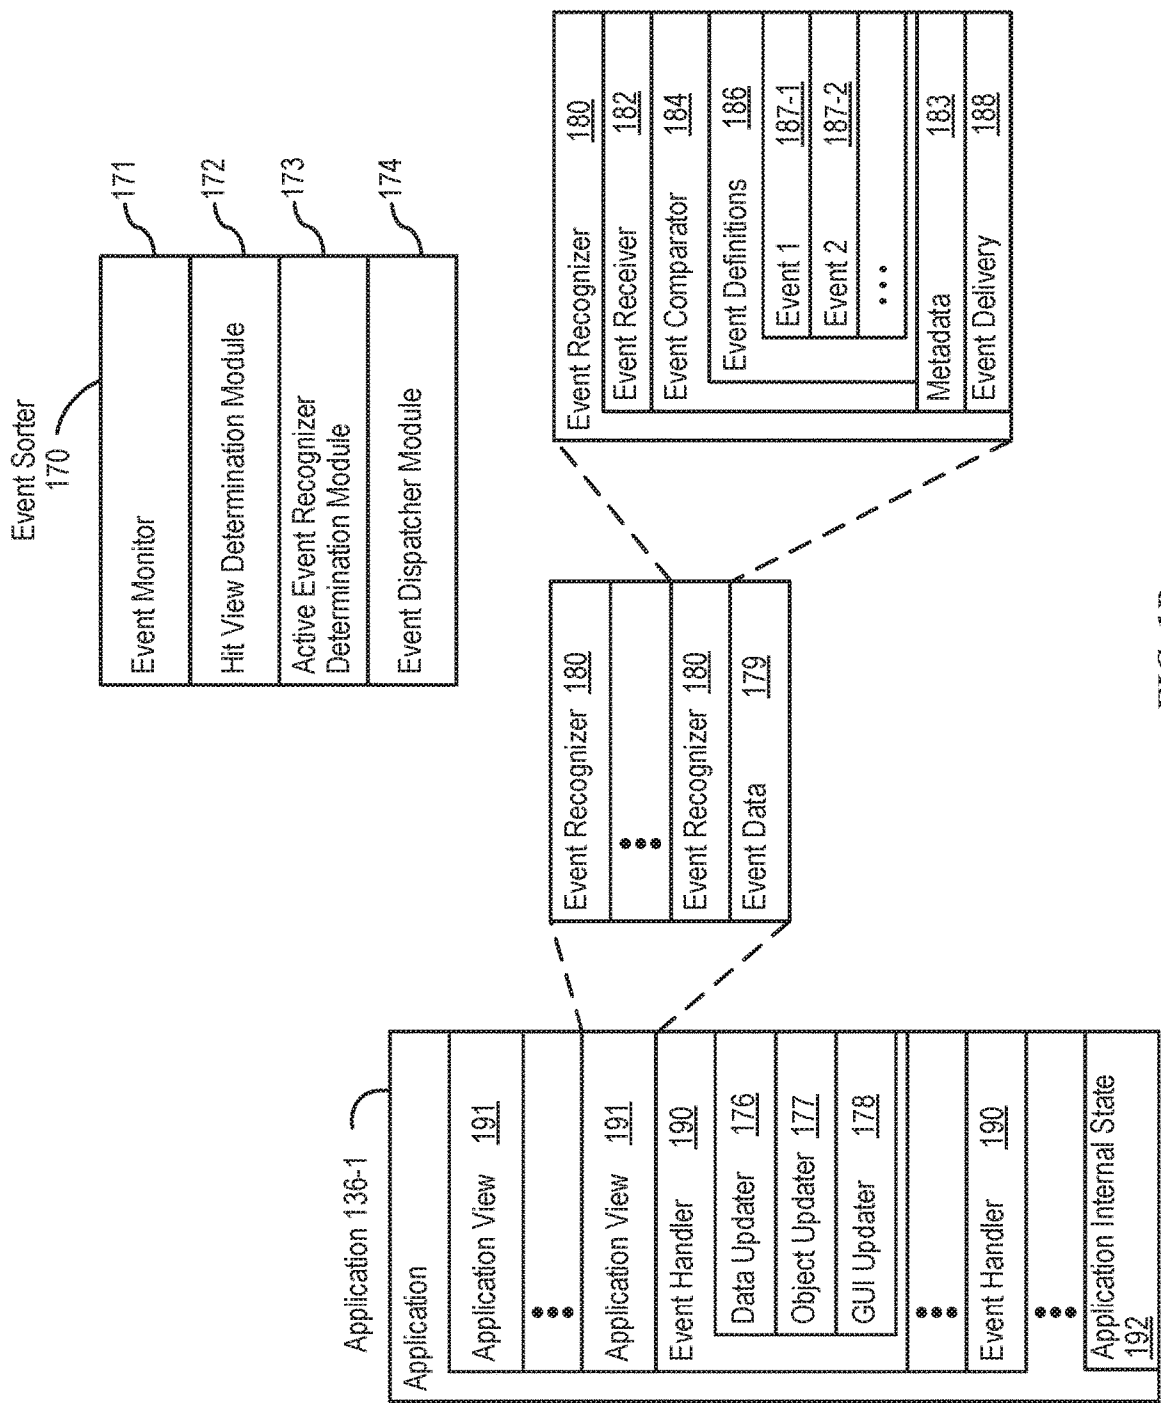 Event Sorter
170
Event Monitor
171
Hit View Determination Module
172
Active Event Recognizer
Determination Module
173
Event Dispatcher Module
174
Application 136-1
Application
Application View 191
Application View 191
Event Handler 190
Data Updater 176
Object Updater 177
GUI Updater 178
Event Handler 190
Application Internal State
192
Event Recognizer 180
Event Recognizer 180
Event Data 179
Event Recognizer 180
Event Receiver 182
Event Comparator 184
Event Definitions 186
Event 1 187-1
Event 2 187-2
Metadata 183
Event Delivery 188